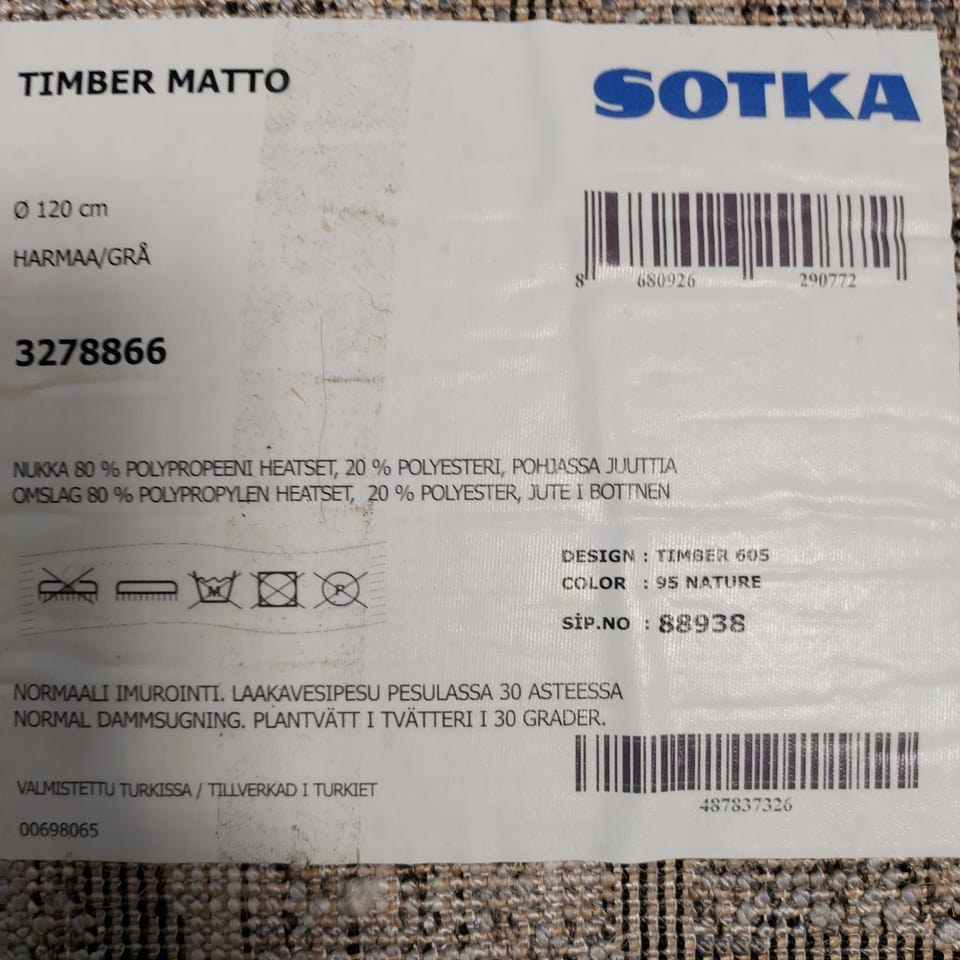 TIMBER MATTO
SOTKA
Ø 120 cm
HARMAA/GRÅ
8 680926 290772
3278866
NUKKA 80 % POLYPROPEENI HEATSET, 20 % POLYESTERI, POHJASSA JUUTTIA
OMSLAG 80 % POLYPROPYLEN HEATSET, 20 % POLYESTER, JUTE I BOTTNEN
DESIGN : TIMBER 605
COLOR : 95 NATURE
SİP.NO : 88938
M P
NORMAALI IMUROINTI. LAAKAVESIPESU PESULASSA 30 ASTEESSA
NORMAL DAMMSUGNING. PLANTVÄTT I TVÄTTERI I 30 GRADER.
VALMISTETTU TURKISSA / TILLVERKAD I TURKIET
487837326
00698065